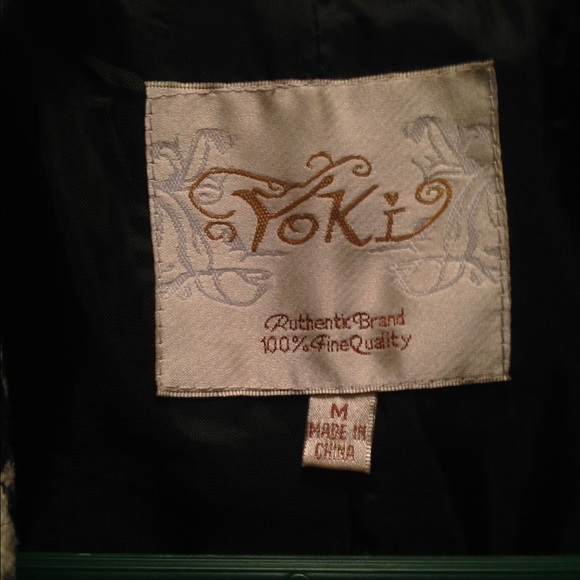 YoKi
Authentic Brand
100% Fine Quality
M
MADE IN
CHINA